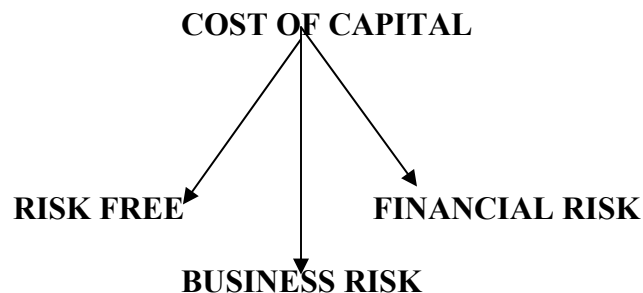 COST OF CAPITAL
RISK FREE
FINANCIAL RISK
BUSINESS RISK